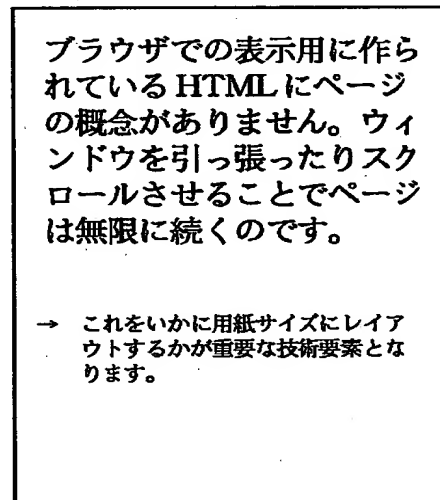 ブラウザでの表示用に作ら
れているHTMLにページ
の概念がありません。ウィ
ンドウを引っ張ったりスク
ロールさせることでページ
は無限に続くのです。
→ これをいかに用紙サイズにレイア
ウトするかが重要な技術要素とな
ります。